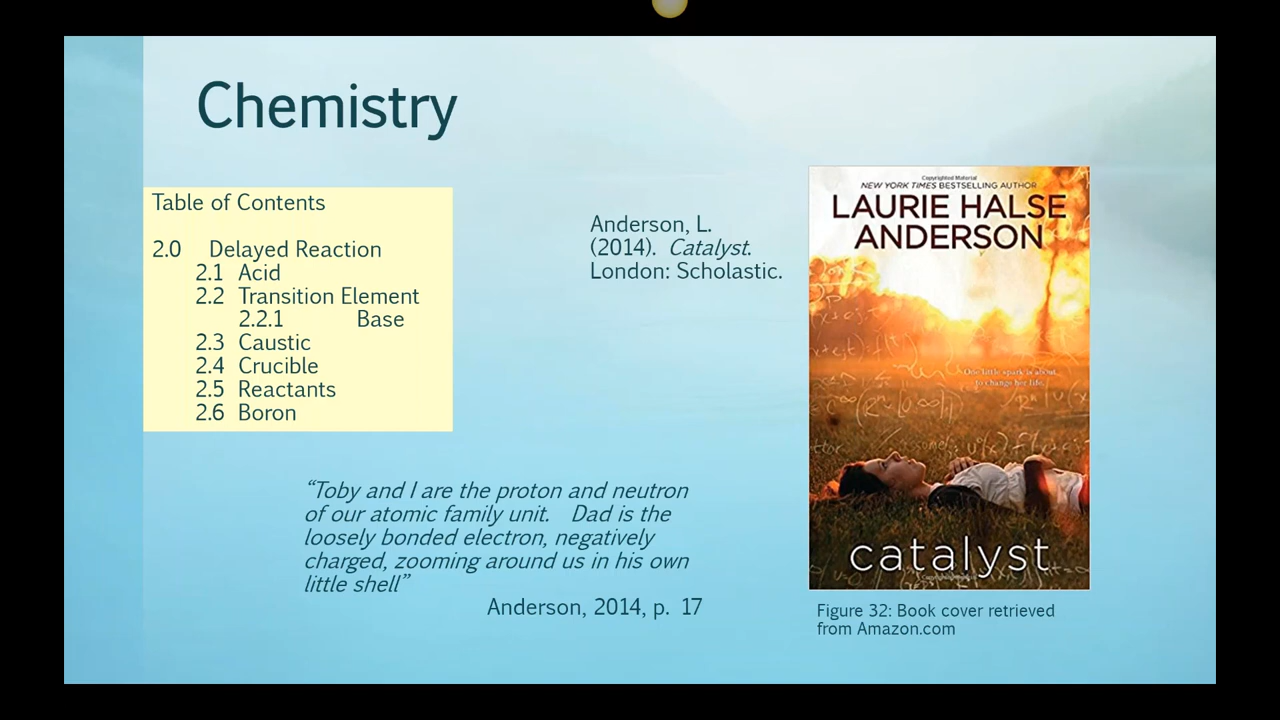 Chemistry
Table of Contents
2.0 Delayed Reaction
2.1 Acid
2.2 Transition Element
2.2.1 Base
2.3 Caustic
2.4 Crucible
2.5 Reactants
2.6 Boron
Anderson, L.
(2014). Catalyst.
London: Scholastic.
Copyrighted Material
NEW YORK TIMES BESTSELLING AUTHOR
LAURIE HALSE
ANDERSON
One little spark is about
to change her life.
catalyst
Copyrighted Material
“Toby and I are the proton and neutron
of our atomic family unit. Dad is the
loosely bonded electron, negatively
charged, zooming around us in his own
little shell”
Anderson, 2014, p. 17
Figure 32: Book cover retrieved
from Amazon.com